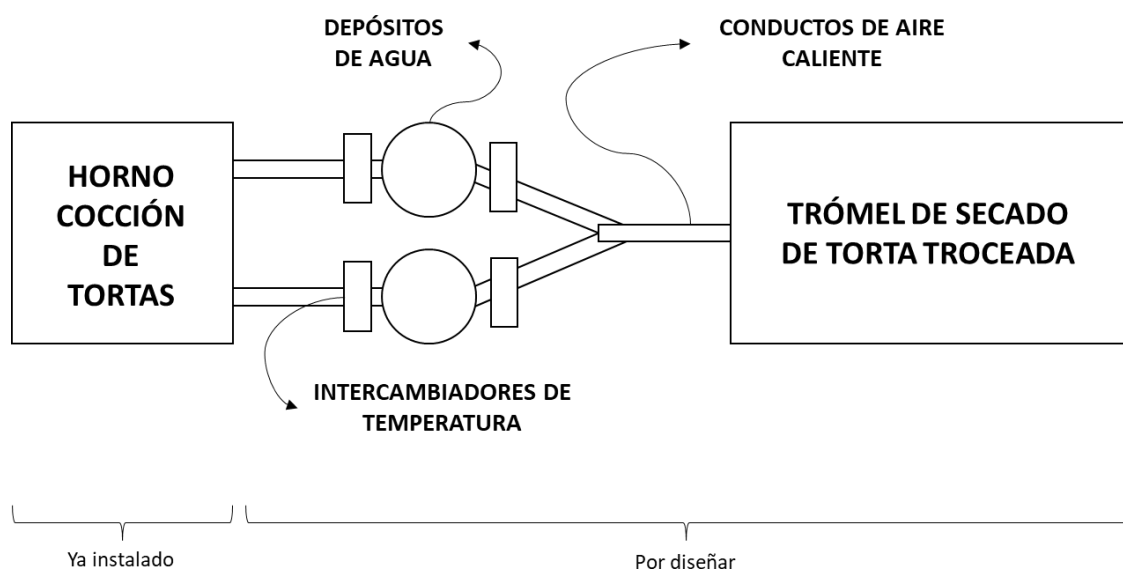 DEPÓSITOS
DE AGUA
CONDUCTOS DE AIRE
CALIENTE
HORNO
COCCIÓN
DE
TORTAS
TRÓMEL DE SECADO
DE TORTA TROCEADA
INTERCAMBIADORES DE
TEMPERATURA
Ya instalado
Por diseñar